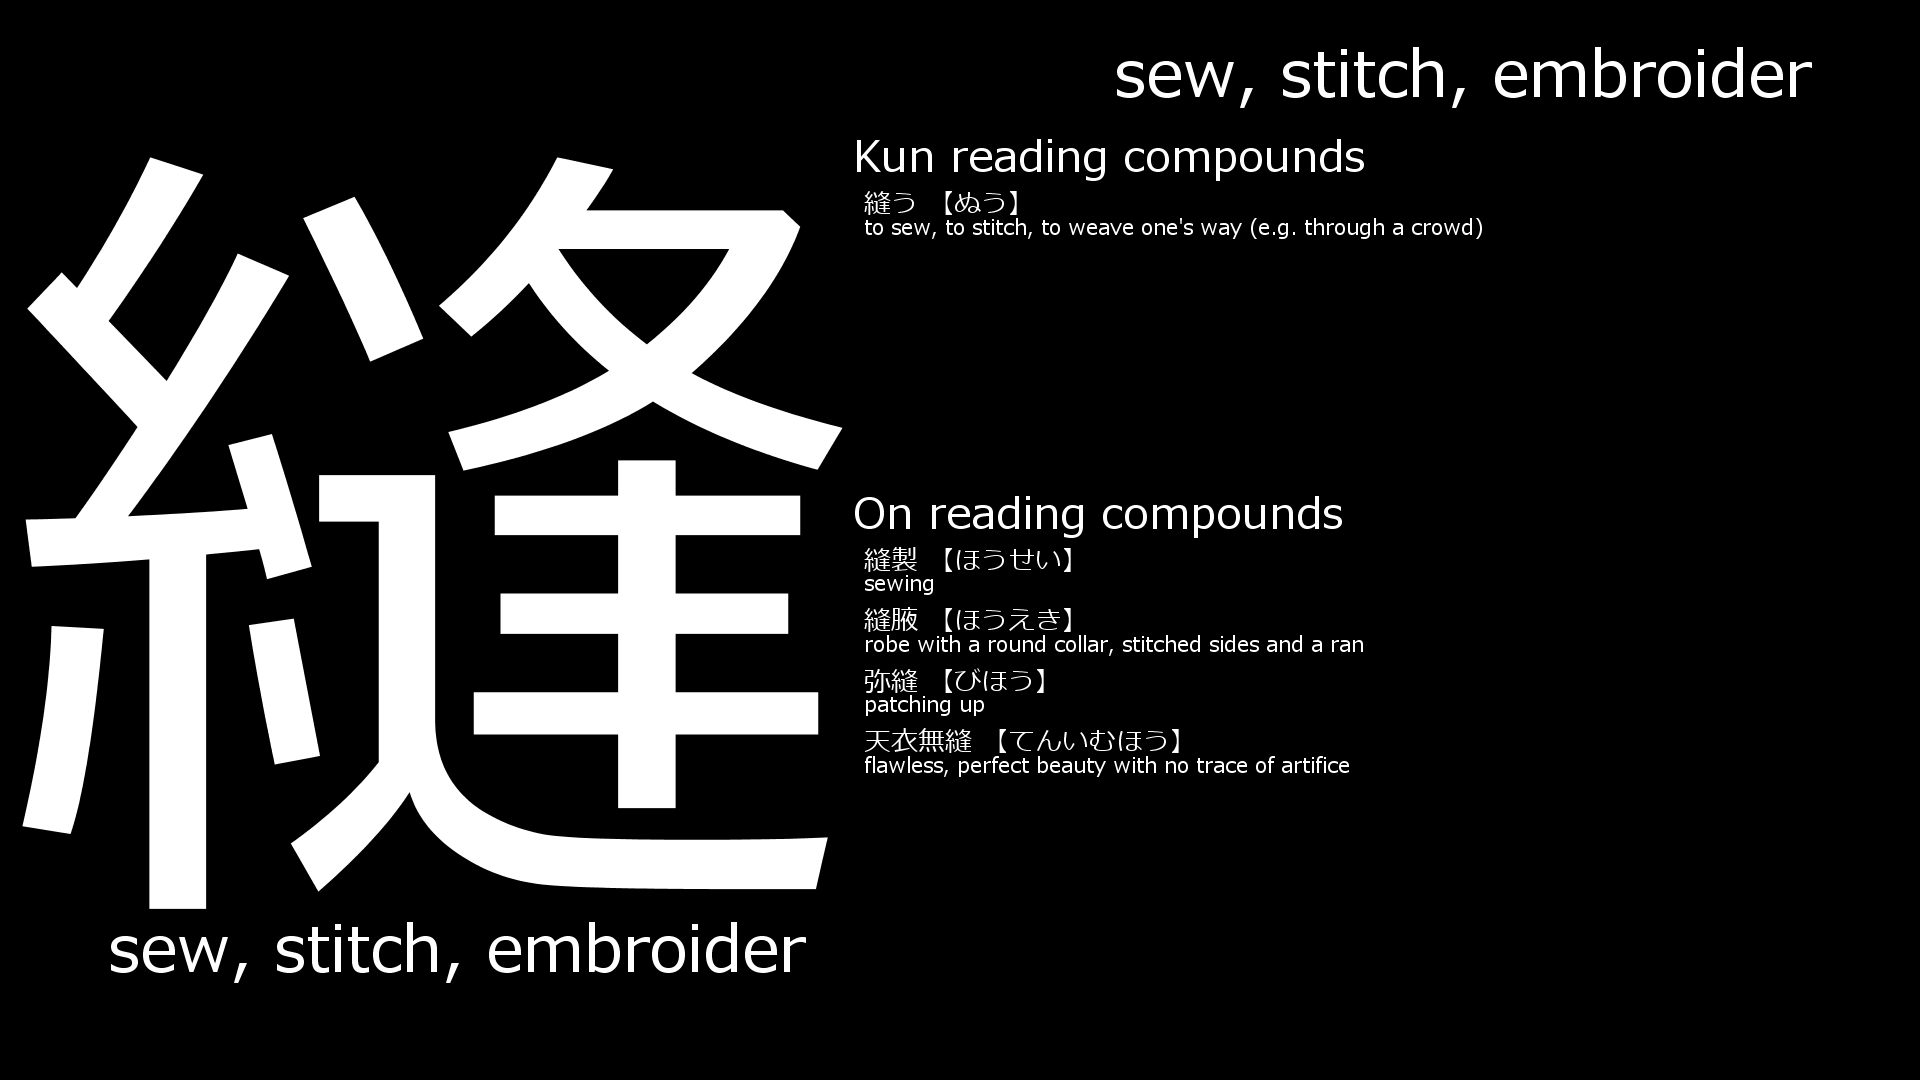 縫
sew, stitch, embroider
sew, stitch, embroider
Kun reading compounds
縫う 【ぬう】
to sew, to stitch, to weave one's way (e.g. through a crowd)
On reading compounds
縫製 【ほうせい】
sewing
縫腋 【ほうえき】
robe with a round collar, stitched sides and a ran
弥縫 【びほう】
patching up
天衣無縫 【てんいむほう】
flawless, perfect beauty with no trace of artifice